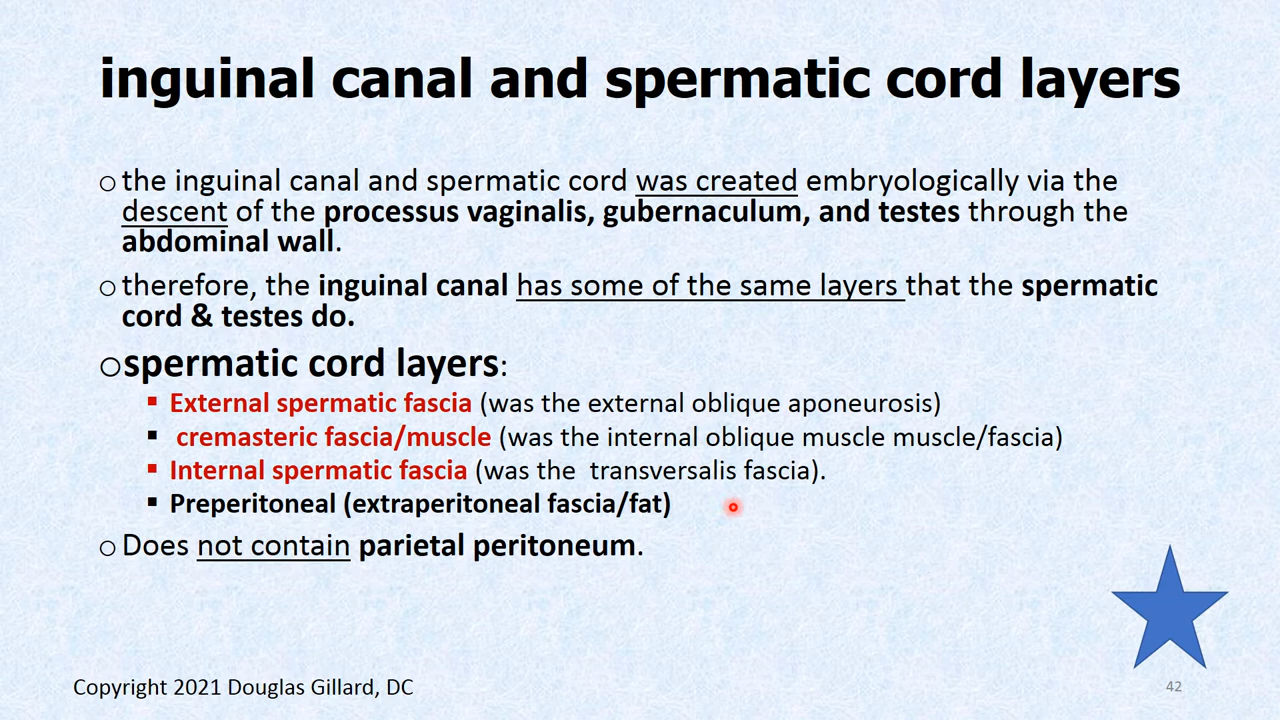 inguinal canal and spermatic cord layers
the inguinal canal and spermatic cord was created embryologically via the
descent of the processus vaginalis, gubernaculum, and testes through the
abdominal wall.
therefore, the inguinal canal has some of the same layers that the spermatic
cord & testes do.
spermatic cord layers:
External spermatic fascia (was the external oblique aponeurosis)
cremasteric fascia/muscle (was the internal oblique muscle muscle/fascia)
Internal spermatic fascia (was the transversalis fascia).
Preperitoneal (extraperitoneal fascia/fat)
Does not contain parietal peritoneum.
Copyright 2021 Douglas Gillard, DC
42